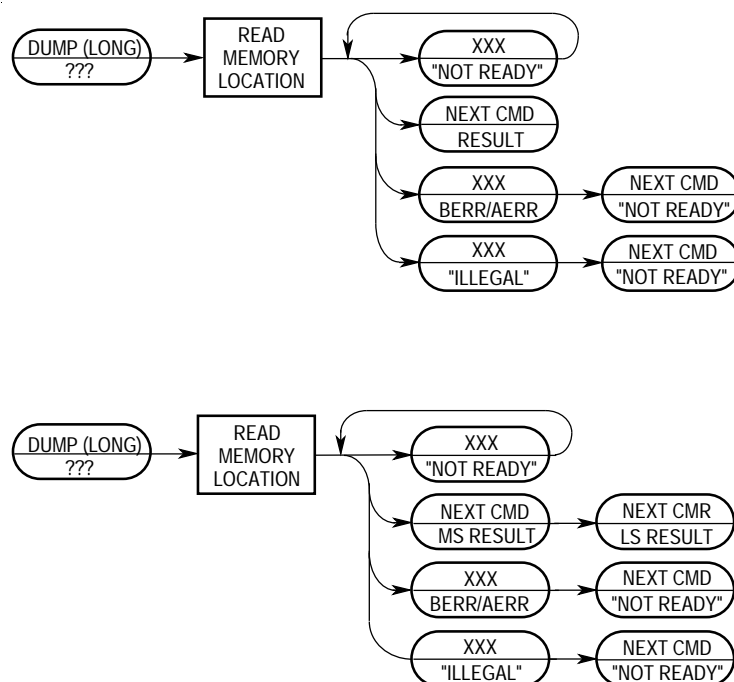 DUMP (LONG)
???
READ
MEMORY
LOCATION
XXX
"NOT READY"
NEXT CMD
RESULT
XXX
BERR/AERR
NEXT CMD
"NOT READY"
XXX
"ILLEGAL"
NEXT CMD
"NOT READY"
DUMP (LONG)
???
READ
MEMORY
LOCATION
XXX
"NOT READY"
NEXT CMD
MS RESULT
NEXT CMR
LS RESULT
XXX
BERR/AERR
NEXT CMD
"NOT READY"
XXX
"ILLEGAL"
NEXT CMD
"NOT READY"